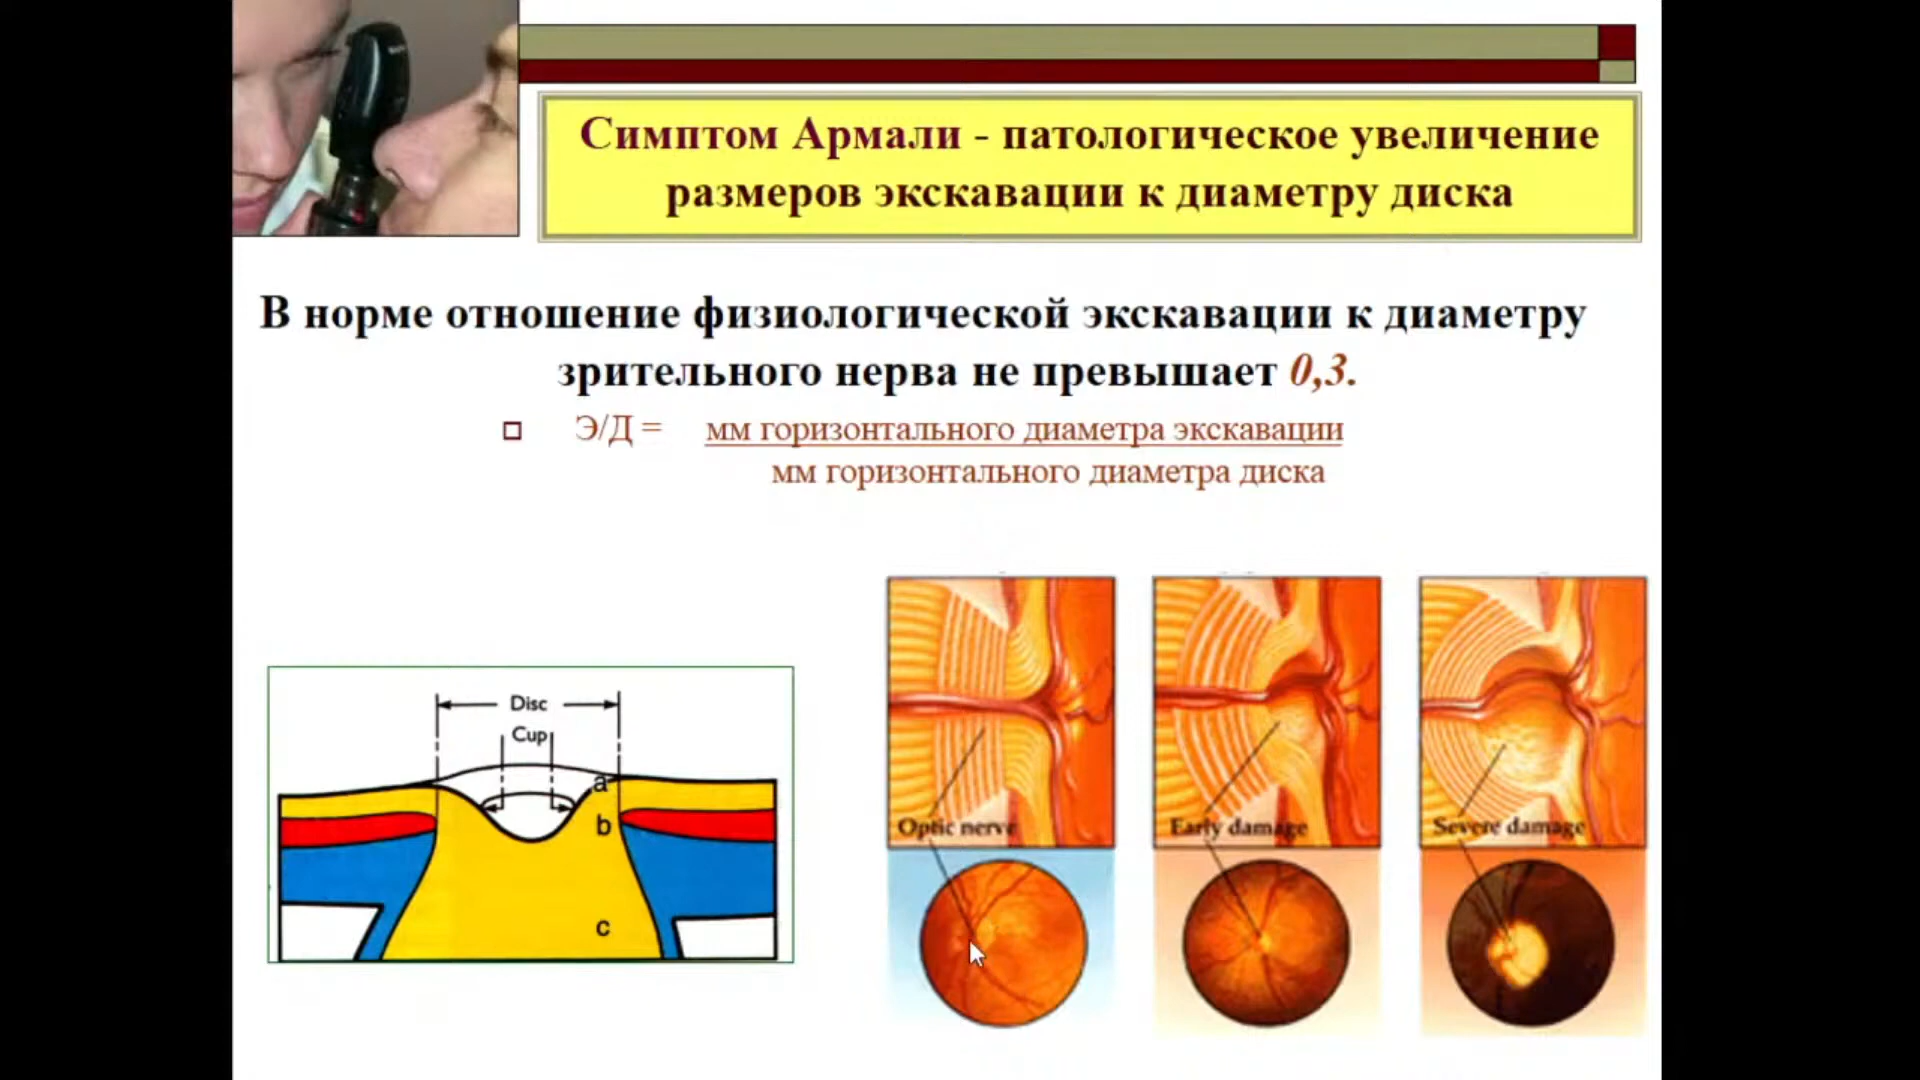 Симптом Армали - патологическое увеличение
размеров экскавации к диаметру диска
В норме отношение физиологической экскавации к диаметру
зрительного нерва не превышает 0,3.
Э/Д = мм горизонтального диаметра экскавации
мм горизонтального диаметра диска
Disc
Cup
a
b
c
Optic nerve
Early damage
Severe damage